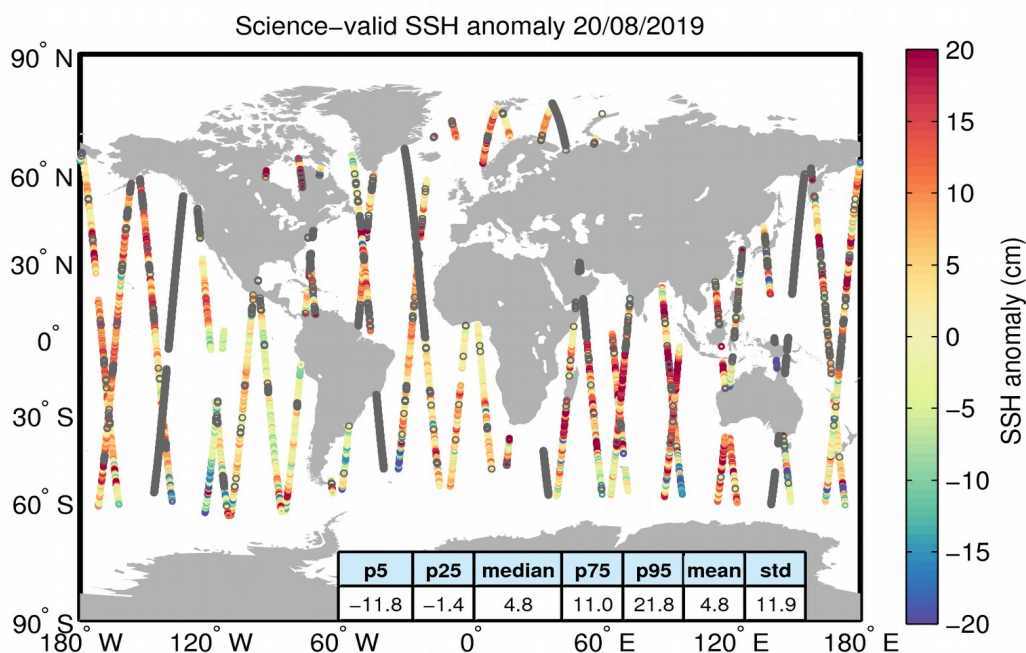 Science−valid SSH anomaly 20/08/2019
90° N
60° N
30° N
0°
30° S
60° S
90° S
180° W
120° W
60° W
0°
60° E
120° E
180° E
p5 p25 median p75 p95 mean std
−11.8 −1.4 4.8 11.0 21.8 4.8 11.9
20
15
10
5
0
−5
−10
−15
−20
SSH anomaly (cm)